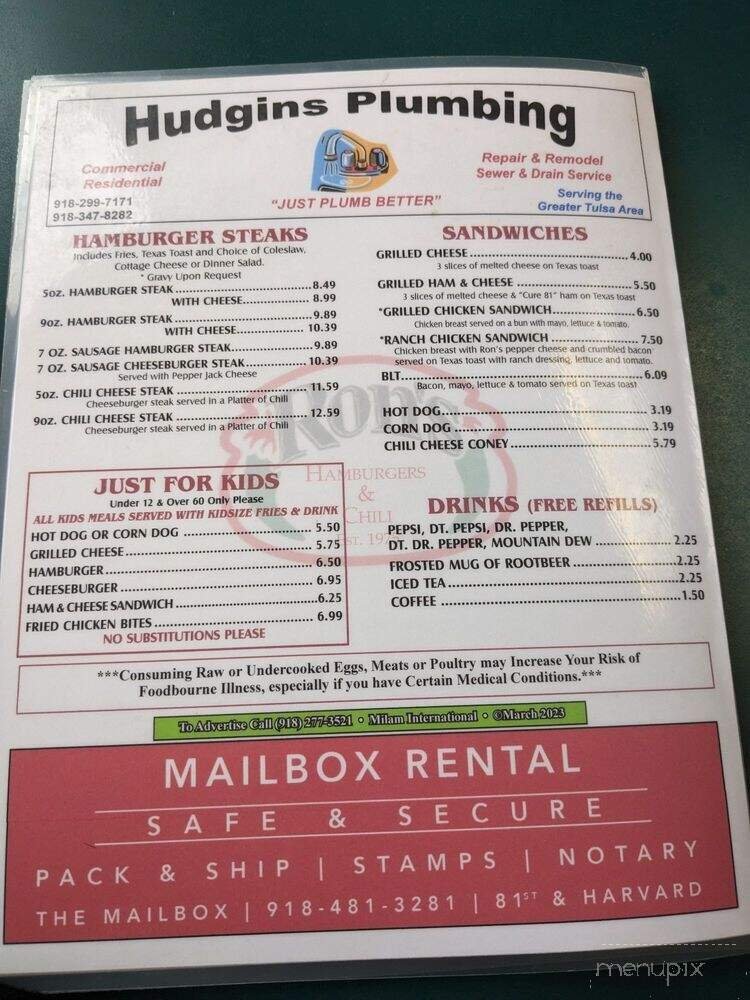 Hudgins Plumbing
Commercial
Residential
918-299-7171
918-347-8282
"JUST PLUMB BETTER"
Repair & Remodel
Sewer & Drain Service
Serving the
Greater Tulsa Area
HAMBURGER STEAKS
Includes Fries, Texas Toast and Choice of Coleslaw,
Cottage Cheese or Dinner Salad.
* Gravy Upon Request
5oz. HAMBURGER STEAK ..... 8.49
WITH CHEESE..... 8.99
9oz. HAMBURGER STEAK ..... 9.89
WITH CHEESE..... 10.39
7 OZ. SAUSAGE HAMBURGER STEAK..... 9.89
7 OZ. SAUSAGE CHEESEBURGER STEAK..... 10.39
Served with Pepper Jack Cheese
5oz. CHILI CHEESE STEAK ..... 11.59
Cheeseburger steak served in a Platter of Chili
9oz. CHILI CHEESE STEAK ..... 12.59
Cheeseburger steak served in a Platter of Chili
JUST FOR KIDS
Under 12 & Over 60 Only Please
ALL KIDS MEALS SERVED WITH KIDSIZE FRIES & DRINK
HOT DOG OR CORN DOG ..... 5.50
GRILLED CHEESE..... 5.75
HAMBURGER..... 6.50
CHEESEBURGER..... 6.95
HAM & CHEESE SANDWICH ..... 6.25
FRIED CHICKEN BITES..... 6.99
NO SUBSTITUTIONS PLEASE
SANDWICHES
GRILLED CHEESE..... 4.00
3 slices of melted cheese on Texas toast
GRILLED HAM & CHEESE ..... 5.50
3 slices of melted cheese & "Cure 81" ham on Texas toast
*GRILLED CHICKEN SANDWICH..... 6.50
Chicken breast served on a bun with mayo, lettuce & tomato.
*RANCH CHICKEN SANDWICH ..... 7.50
Chicken breast with Ron's pepper cheese and crumbled bacon
served on Texas toast with ranch dressing, lettuce and tomato.
BLT..... 6.09
Bacon, mayo, lettuce & tomato served on Texas toast
HOT DOG..... 3.19
CORN DOG ..... 3.19
CHILI CHEESE CONEY..... 5.79
Ron's
HAMBURGERS
&
CHILI
EST. 1975
DRINKS (FREE REFILLS)
PEPSI, DT. PEPSI, DR. PEPPER,
DT. DR. PEPPER, MOUNTAIN DEW ..... 2.25
FROSTED MUG OF ROOTBEER ..... 2.25
ICED TEA ..... 2.25
COFFEE ..... 1.50
***Consuming Raw or Undercooked Eggs, Meats or Poultry may Increase Your Risk of
Foodbourne Illness, especially if you have Certain Medical Conditions.***
To Advertise Call (918) 277-3521 • Milam International • ©March 2023
MAILBOX RENTAL
SAFE & SECURE
PACK & SHIP | STAMPS | NOTARY
THE MAILBOX | 918-481-3281 | 81ST & HARVARD
menupix